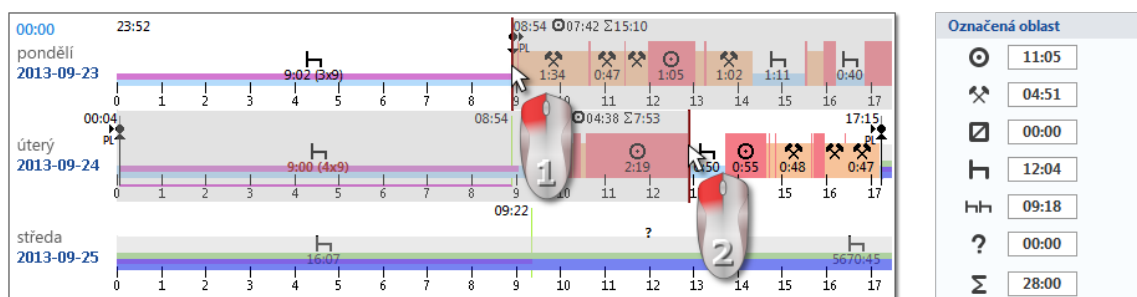 00:00 23:52 08:54 07:42 Σ15:10
pondělí PL
2013-09-23 9:02 (3x9) 1:34 0:47 1:05 1:02 1:11 0:40
0 1 2 3 4 5 6 7 8 9 10 11 12 13 14 15 16 17
00:04 08:54 04:38 Σ7:53 17:15
PL PL
úterý
2013-09-24 9:00 (4x9) 2:19 0:55 0:48 0:47
0 1 2 3 4 5 6 7 8 10 11 12 14 15 16 17
1
2
09:22
středa ?
2013-09-25 16:07 5670:45
0 1 2 3 4 5 6 7 8 9 10 11 12 13 14 15 16 17
Označená oblast
11:05
04:51
00:00
12:04
09:18
? 00:00
Σ 28:00